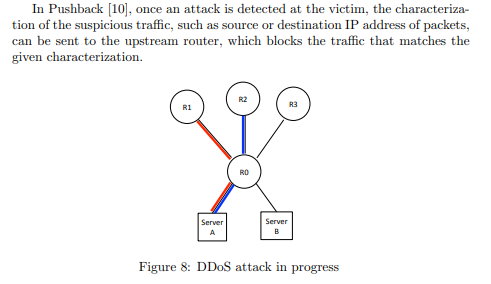 In Pushback [10], once an attack is detected at the victim, the characteriza-
tion of the suspicious traffic, such as source or destination IP address of packets,
can be sent to the upstream router, which blocks the traffic that matches the
given characterization.
R1
R2
R3
R0
Server
A
Server
B
Figure 8: DDoS attack in progress